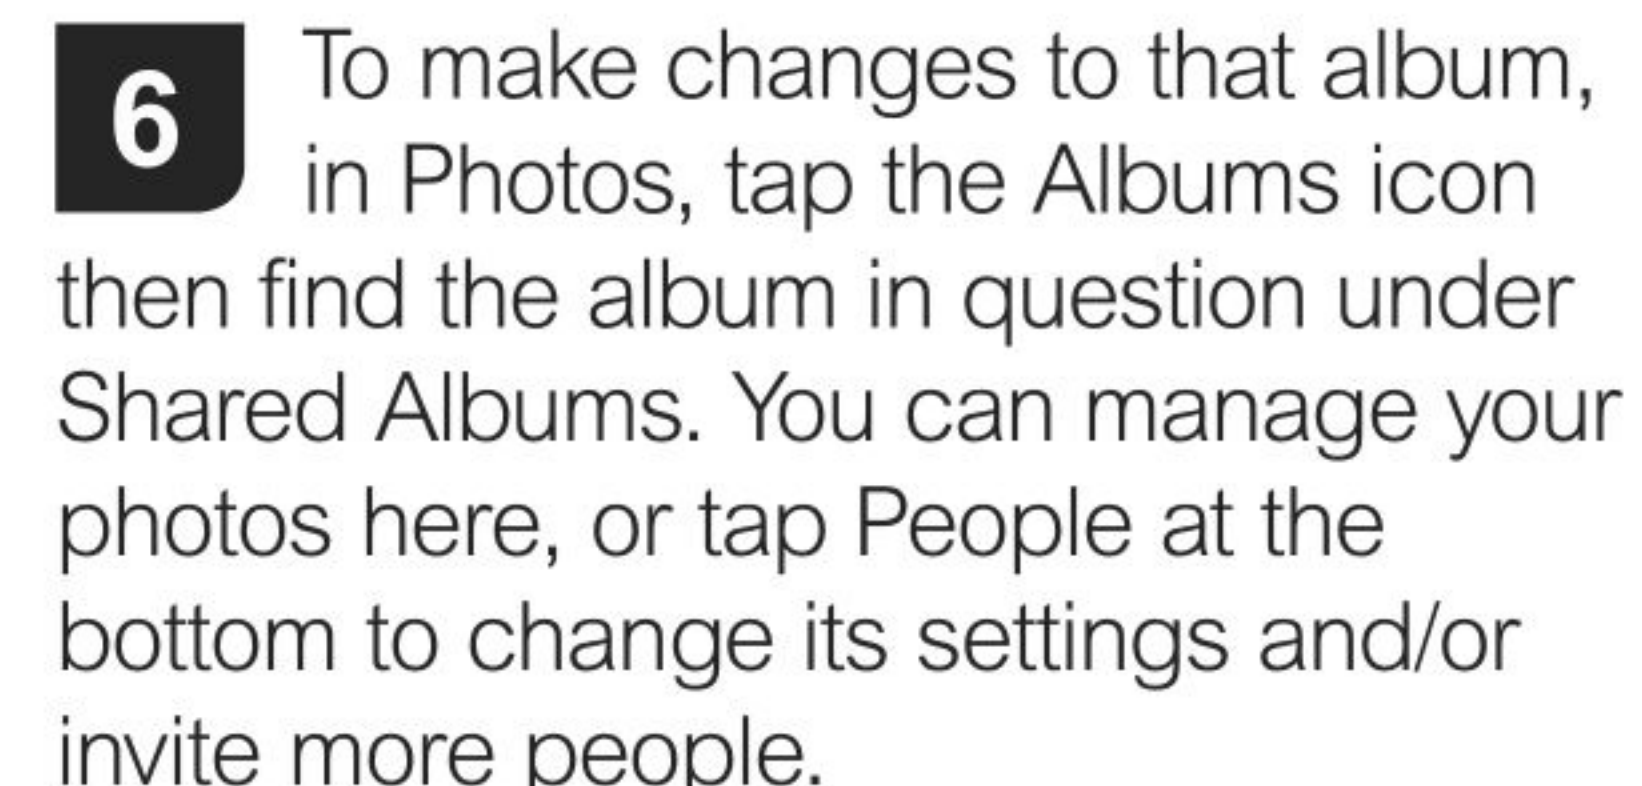 6 To make changes to that album,
in Photos, tap the Albums icon
then find the album in question under
Shared Albums. You can manage your
photos here, or tap People at the
bottom to change its settings and/or
invite more people.